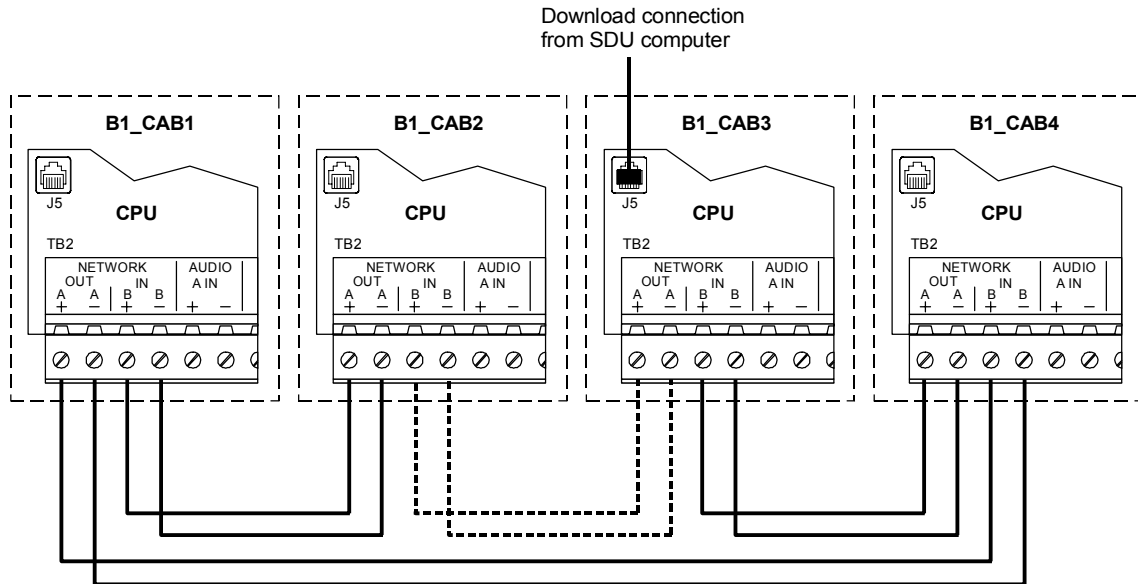 Download connection
from SDU computer
B1_CAB1
J5
CPU
TB2
NETWORK AUDIO
OUT IN A IN
A A B B
+ − + − + −
B1_CAB2
J5
CPU
TB2
NETWORK AUDIO
OUT IN A IN
A A B B
+ − + − + −
B1_CAB3
J5
CPU
TB2
NETWORK AUDIO
OUT IN A IN
A A B B
+ − + − + −
B1_CAB4
J5
CPU
TB2
NETWORK AUDIO
OUT IN A IN
A A B B
+ − + − + −